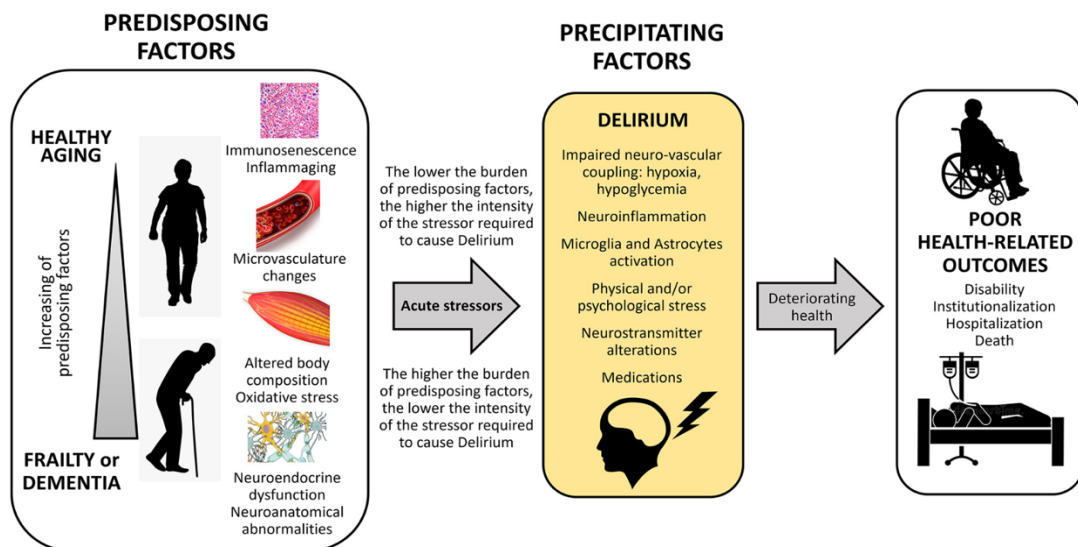 PREDISPOSING
FACTORS
HEALTHY
AGING
Increasing of
predisposing factors
FRAILTY or
DEMENTIA
Immunosenescence
Inflammaging
Microvasculature
changes
Altered body
composition
Oxidative stress
Neuroendocrine
dysfunction
Neuroanatomical
abnormalities
The lower the burden
of predisposing factors,
the higher the intensity
of the stressor required
to cause Delirium
Acute stressors
The higher the burden
of predisposing factors,
the lower the intensity
of the stressor required
to cause Delirium
PRECIPITATING
FACTORS
DELIRIUM
Impaired neuro-vascular
coupling: hypoxia,
hypoglycemia
Neuroinflammation
Microglia and Astrocytes
activation
Physical and/or
psychological stress
Neurotransmitter
alterations
Medications
Deteriorating
health
POOR
HEALTH-RELATED
OUTCOMES
Disability
Institutionalization
Hospitalization
Death